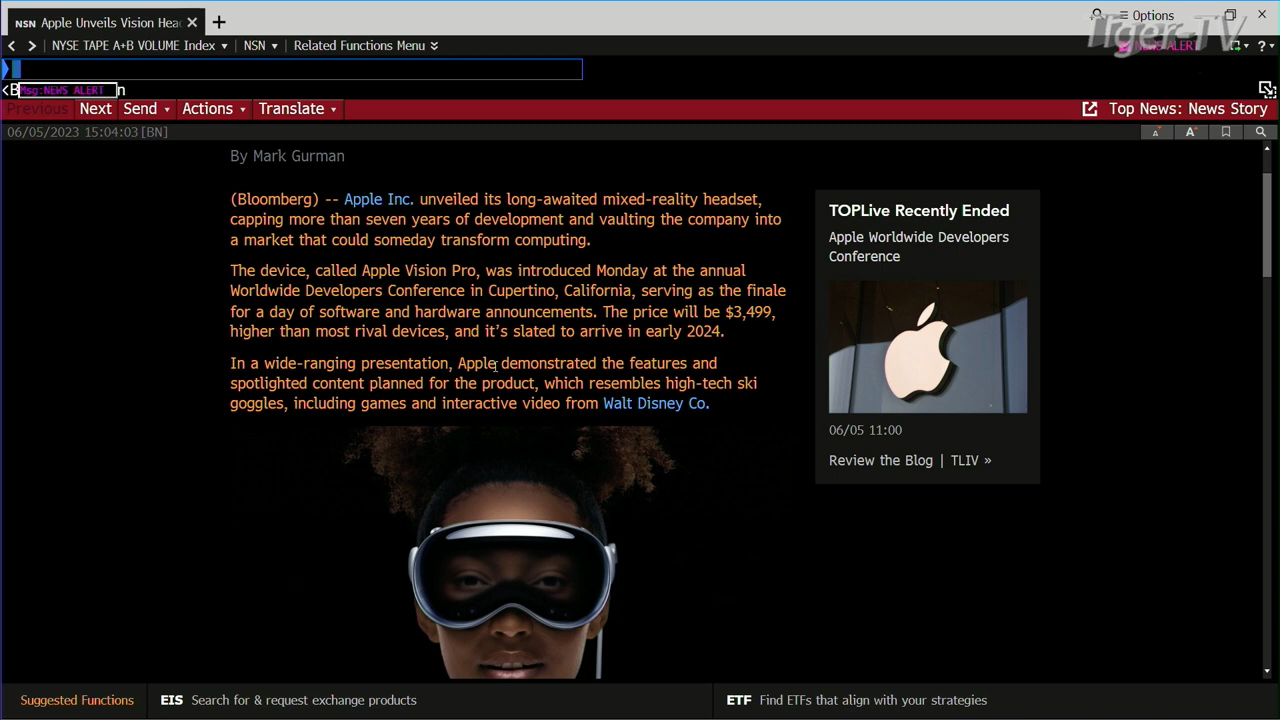 NSN Apple Unveils Vision Hea
Options
Tiger-TV
NYSE TAPE A+B VOLUME Index
NSN
Related Functions Menu
NEWS ALERT
<B
Msg:NEWS ALERT
n
Previous
Next
Send
Actions
Translate
Top News: News Story
06/05/2023 15:04:03[BN]
By Mark Gurman
(Bloomberg) -- Apple Inc. unveiled its long-awaited mixed-reality headset,
capping more than seven years of development and vaulting the company into
a market that could someday transform computing.
The device, called Apple Vision Pro, was introduced Monday at the annual
Worldwide Developers Conference in Cupertino, California, serving as the finale
for a day of software and hardware announcements. The price will be $3,499,
higher than most rival devices, and it’s slated to arrive in early 2024.
In a wide-ranging presentation, Apple demonstrated the features and
spotlighted content planned for the product, which resembles high-tech ski
goggles, including games and interactive video from Walt Disney Co.
TOPLive Recently Ended
Apple Worldwide Developers
Conference
06/05 11:00
Review the Blog | TLIV »
Suggested Functions
EIS Search for & request exchange products
ETF Find ETFs that align with your strategies